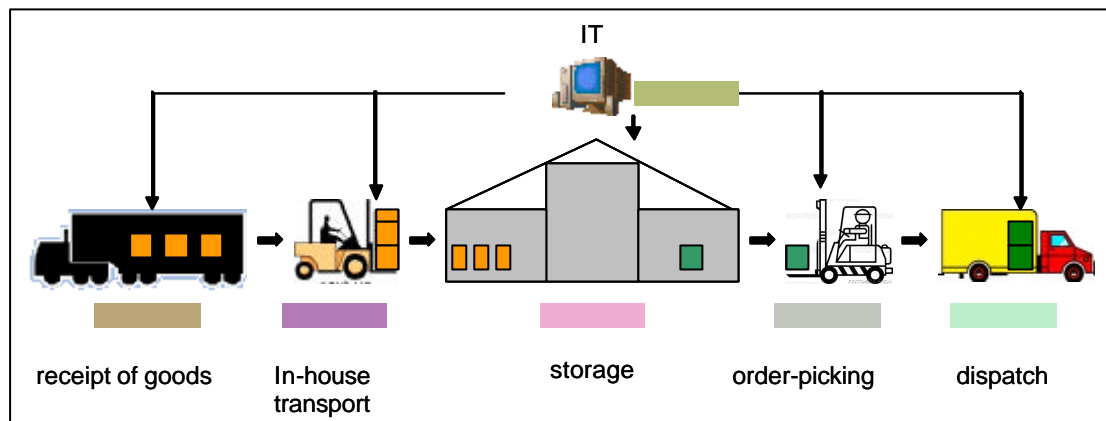 IT
receipt of goods
In-house
transport
storage
order-picking
dispatch